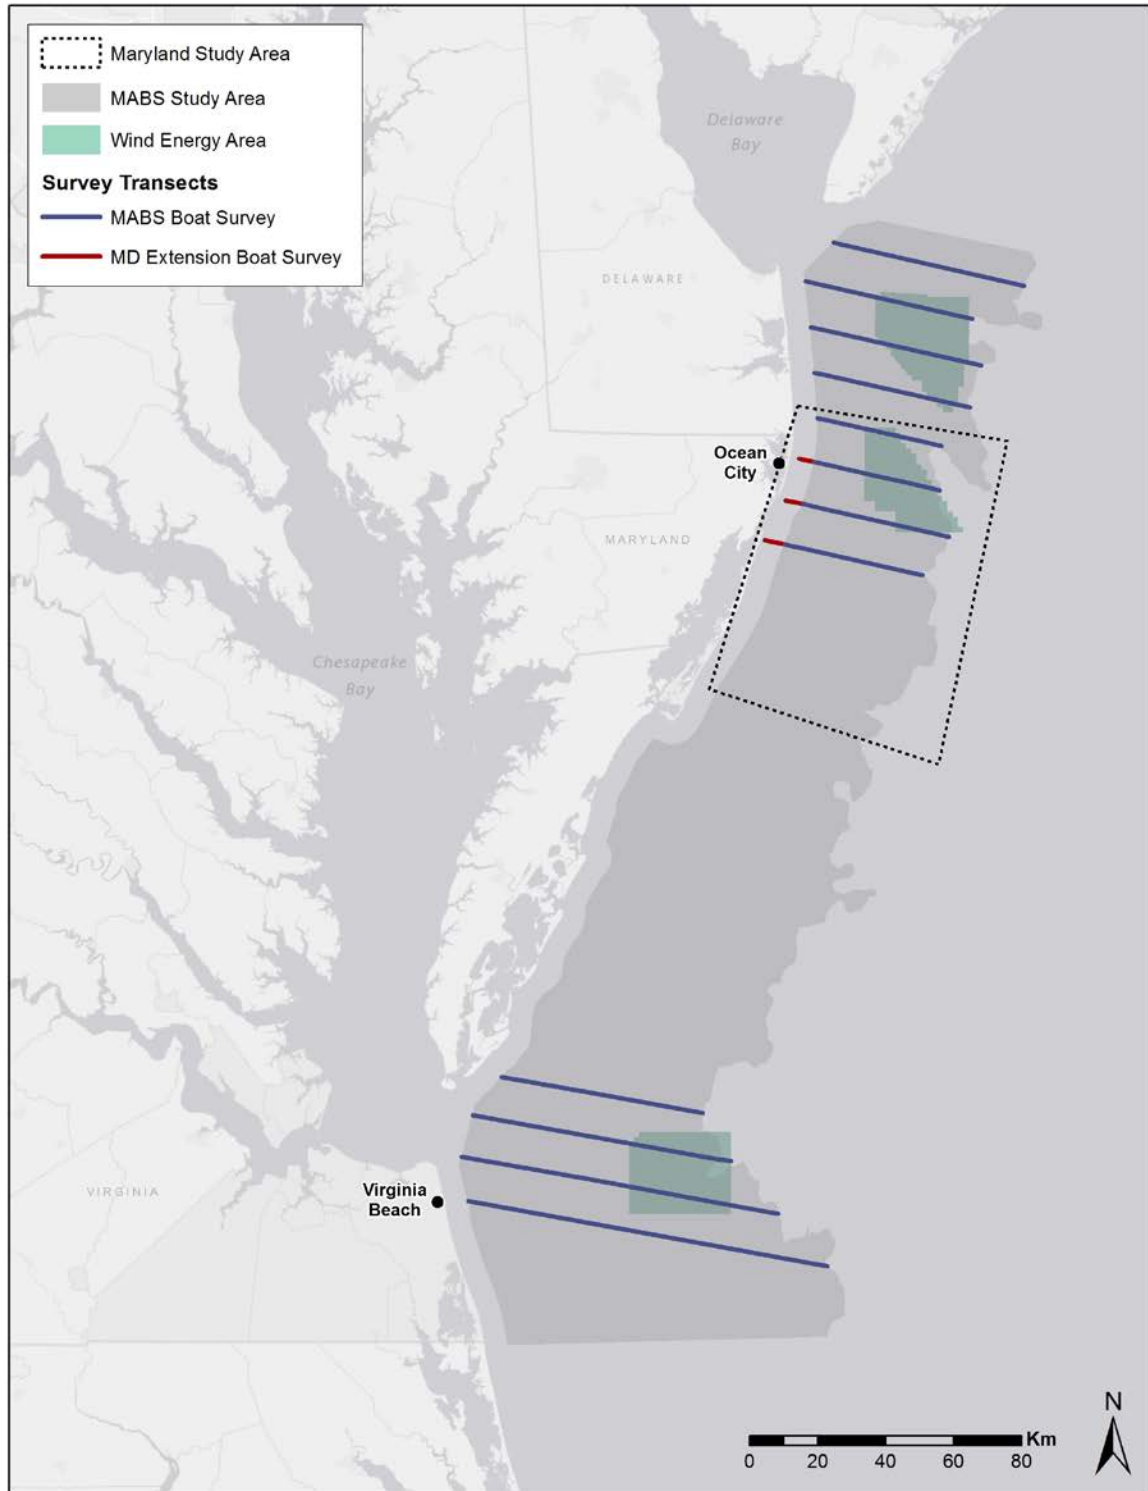 Maryland Study Area
MABS Study Area
Wind Energy Area
Survey Transects
MABS Boat Survey
MD Extension Boat Survey
Delaware
Bay
DELAWARE
Ocean
City
MARYLAND
Chesapeake
Bay
VIRGINIA
Virginia
Beach
N
Km
0 20 40 60 80